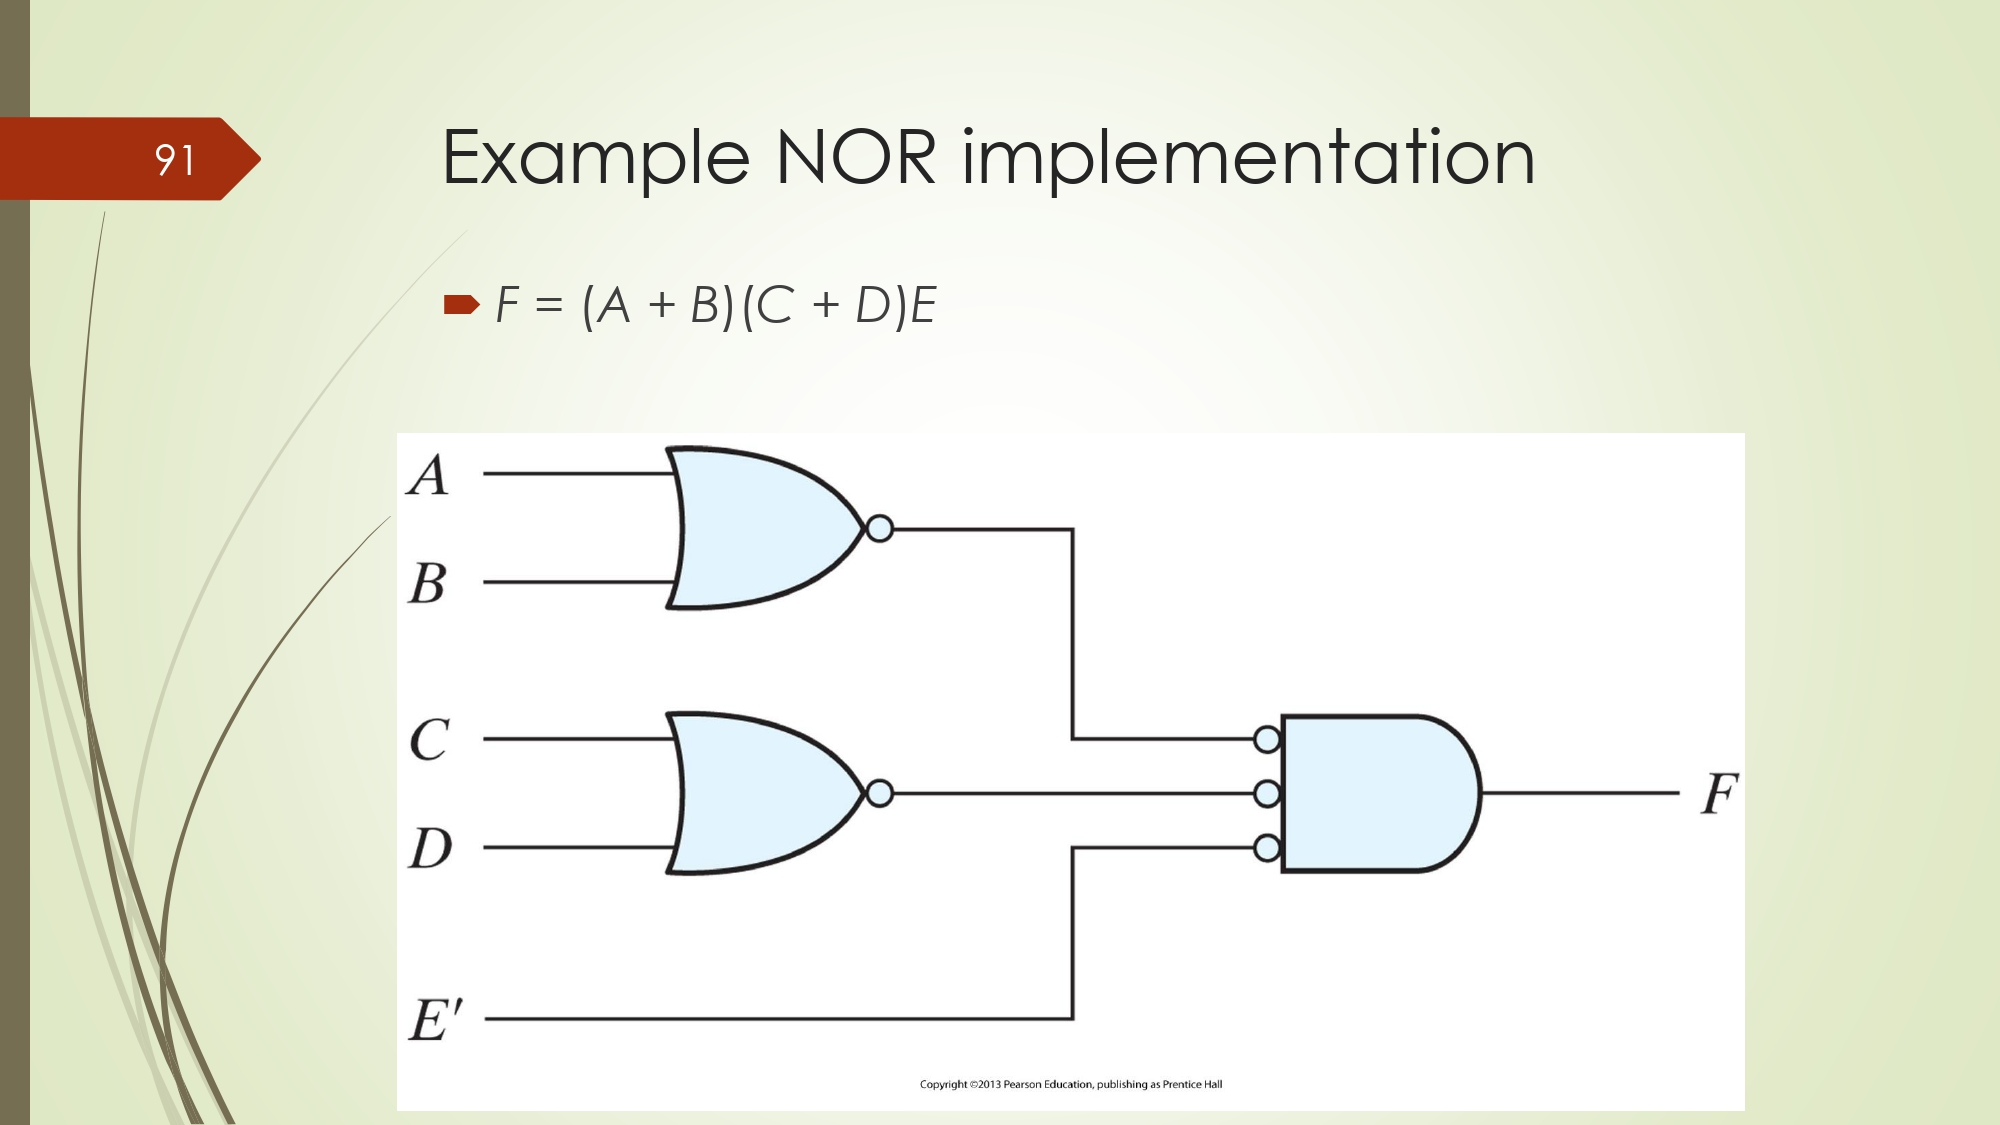 91
Example NOR implementation
F = (A + B)(C + D)E
A
B
C
D
E'
F
Copyright ©2013 Pearson Education, publishing as Prentice Hall